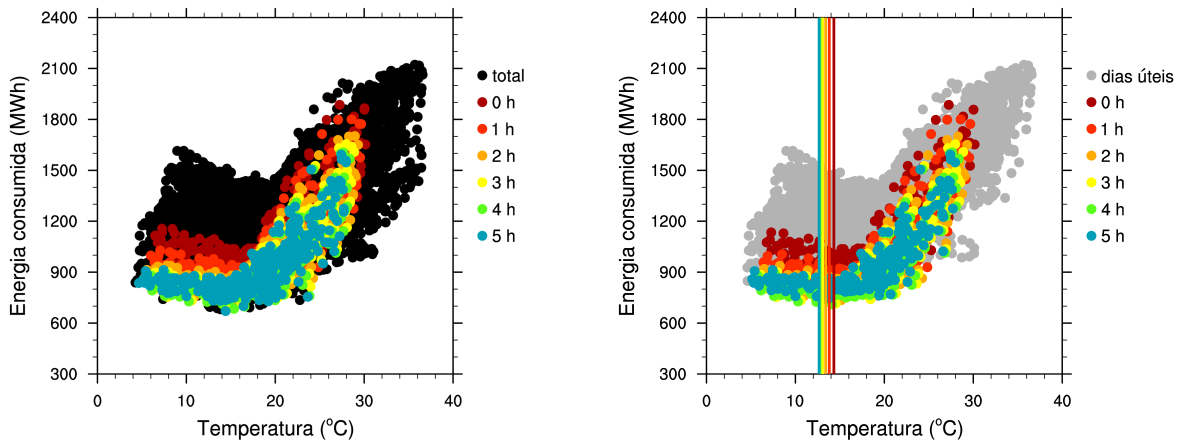 2400
2100
1800
1500
1200
900
600
300
Energia consumida (MWh)
0 10 20 30 40
Temperatura (°C)
total
0 h
1 h
2 h
3 h
4 h
5 h
2400
2100
1800
1500
1200
900
600
300
Energia consumida (MWh)
0 10 20 30 40
Temperatura (°C)
dias úteis
0 h
1 h
2 h
3 h
4 h
5 h